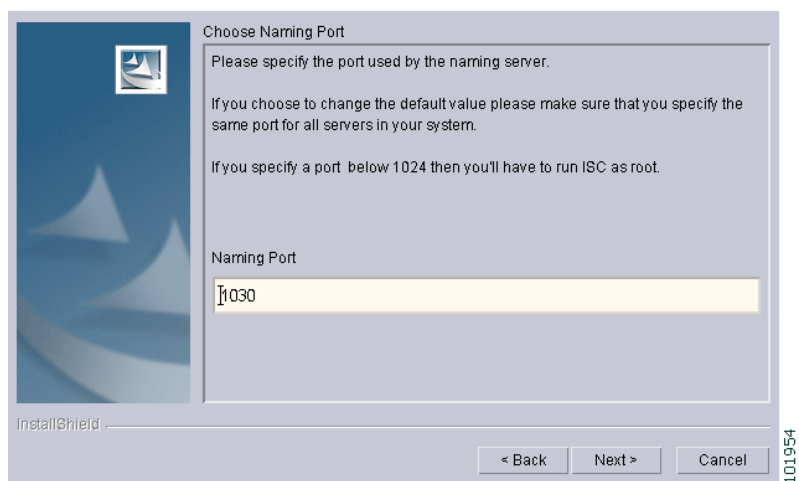 Choose Naming Port
Please specify the port used by the naming server.
If you choose to change the default value please make sure that you specify the
same port for all servers in your system.
If you specify a port below 1024 then you'll have to run ISC as root.
Naming Port
1030
InstallShield
< Back
Next >
Cancel
101954